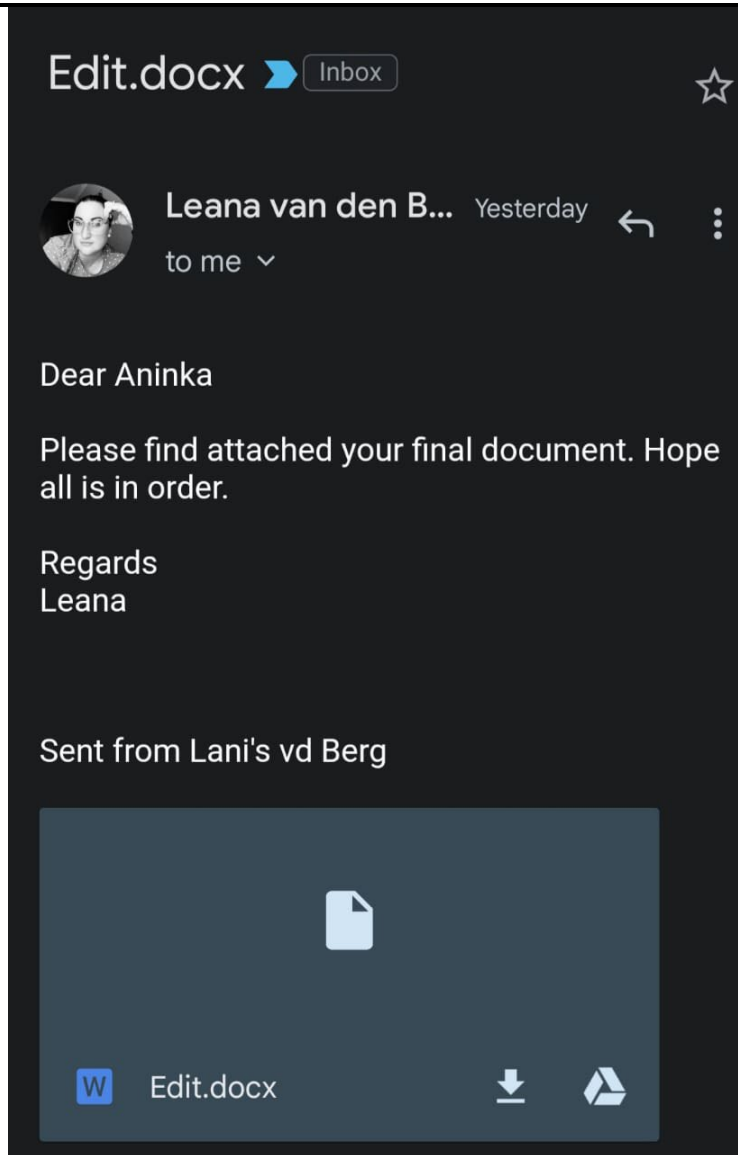 Edit.docx Inbox
Leana van den B... Yesterday
to me
Dear Aninka
Please find attached your final document. Hope
all is in order.
Regards
Leana
Sent from Lani's vd Berg
W Edit.docx